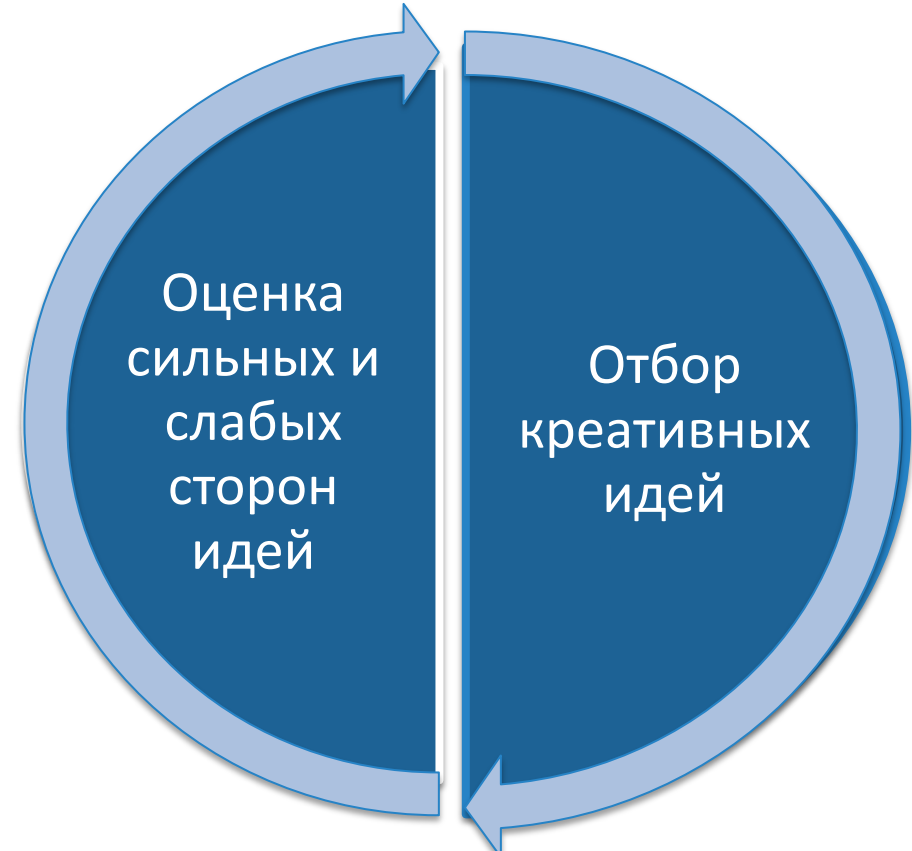 Оценка
сильных и
слабых
сторон
идей
Отбор
креативных
идей